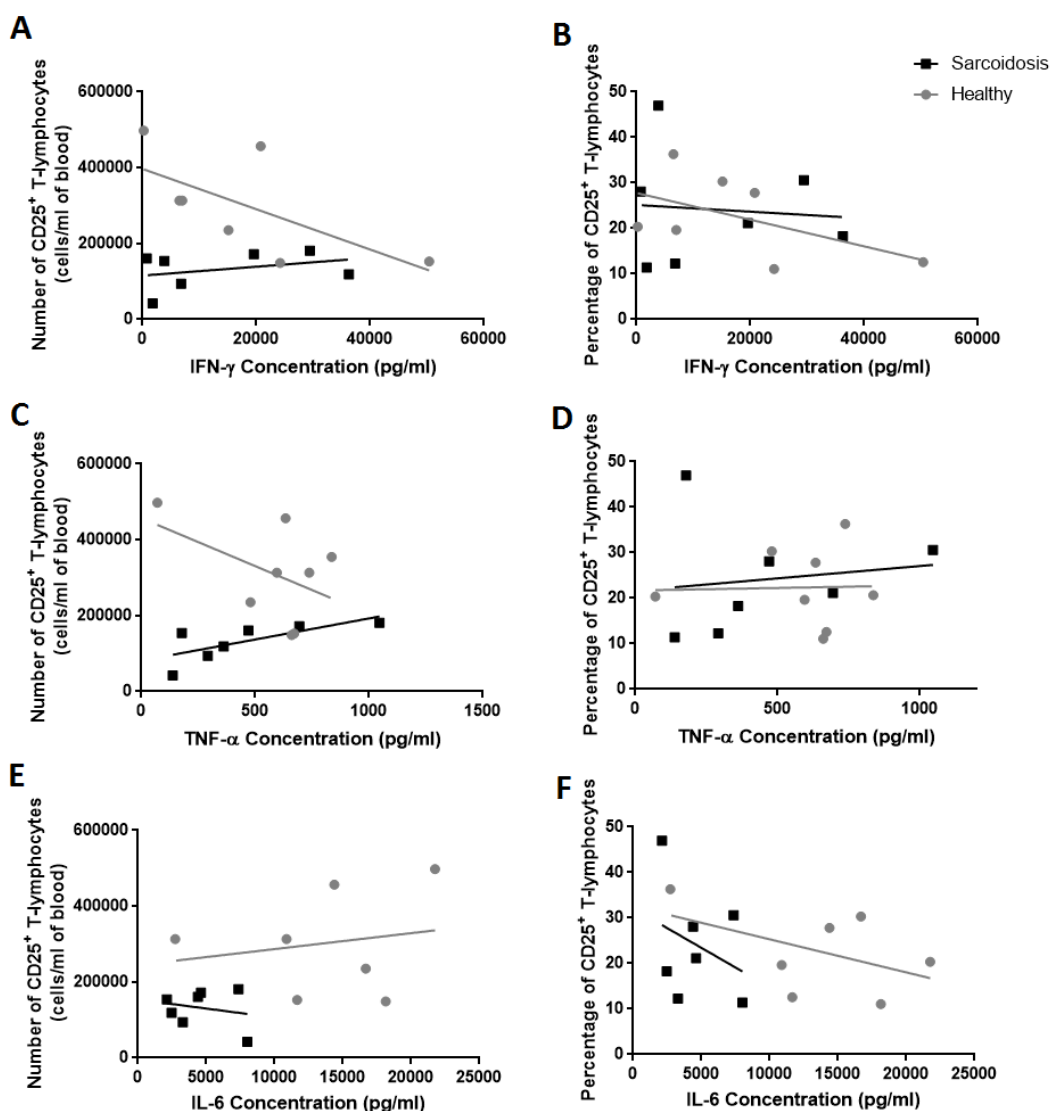 A
Number of CD25⁺ T-lymphocytes
(cells/ml of blood)
600000
400000
200000
0
0 20000 40000 60000
IFN-γ Concentration (pg/ml)
B
Percentage of CD25⁺ T-lymphocytes
50
40
30
20
10
0
0 20000 40000 60000
IFN-γ Concentration (pg/ml)
Sarcoidosis
Healthy
C
Number of CD25⁺ T-lymphocytes
(cells/ml of blood)
600000
400000
200000
0
0 500 1000 1500
TNF-α Concentration (pg/ml)
D
Percentage of CD25⁺ T-lymphocytes
50
40
30
20
10
0
500 1000
TNF-α Concentration (pg/ml)
E
Number of CD25⁺ T-lymphocytes
(cells/ml of blood)
600000
400000
200000
0
0 5000 10000 15000 20000 25000
IL-6 Concentration (pg/ml)
F
Percentage of CD25⁺ T-lymphocytes
50
40
30
20
10
0
0 5000 10000 15000 20000 25000
IL-6 Concentration (pg/ml)